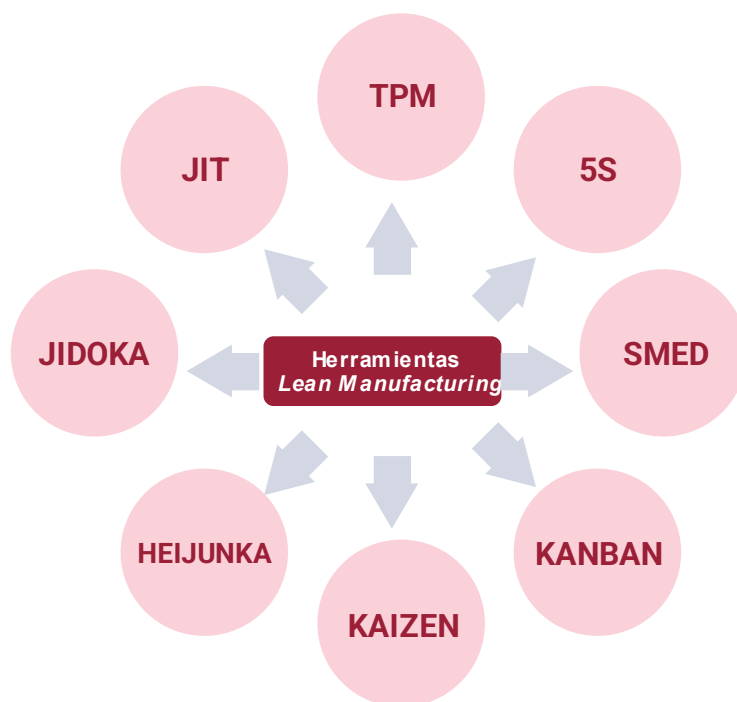 TPM
JIT
5S
JIDOKA
Herramientas
Lean Manufacturing
SMED
HEIJUNKA
KANBAN
KAIZEN